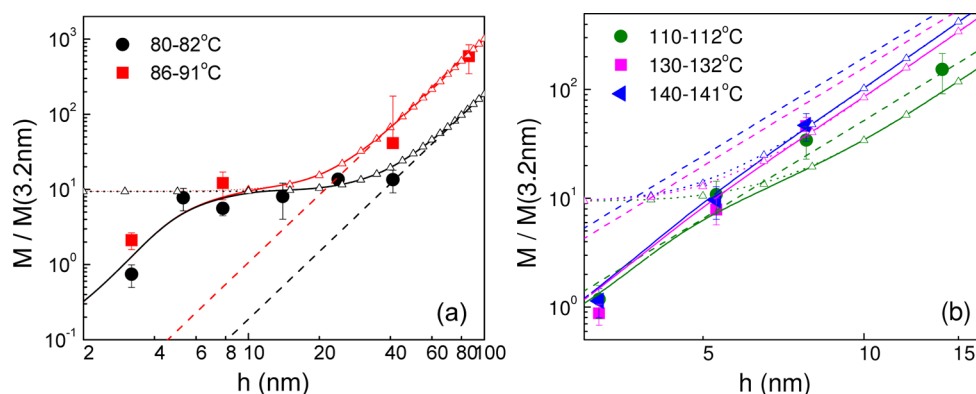 10³
10²
10¹
10⁰
10⁻¹
M / M(3.2nm)
80-82°C
86-91°C
(a)
2 4 6 8 10 20 40 60 80 100
h (nm)
10²
10¹
10⁰
M / M(3.2nm)
110-112°C
130-132°C
140-141°C
(b)
5 10 15
h (nm)